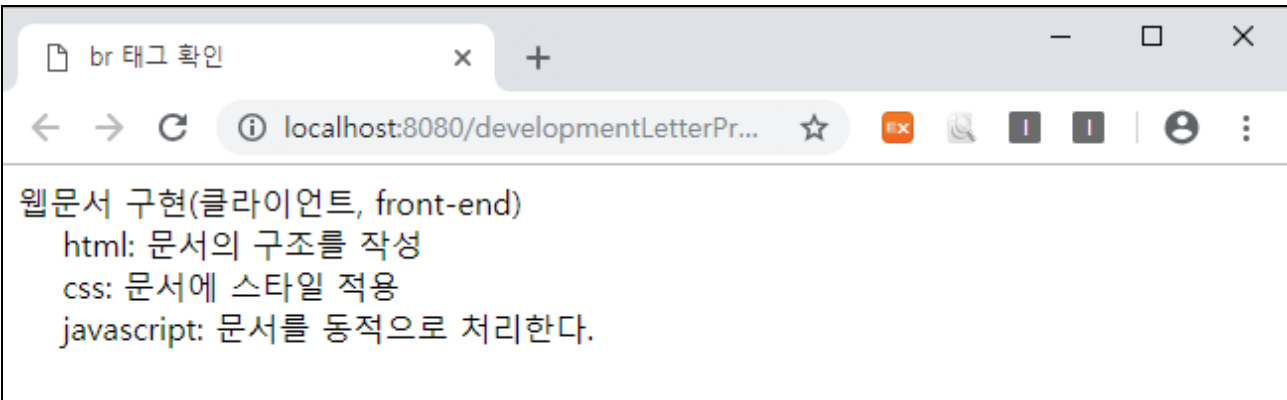 br 태그 확인
localhost:8080/developmentLetterPr...
EX
웹문서 구현(클라이언트, front-end)
html: 문서의 구조를 작성
css: 문서에 스타일 적용
javascript: 문서를 동적으로 처리한다.